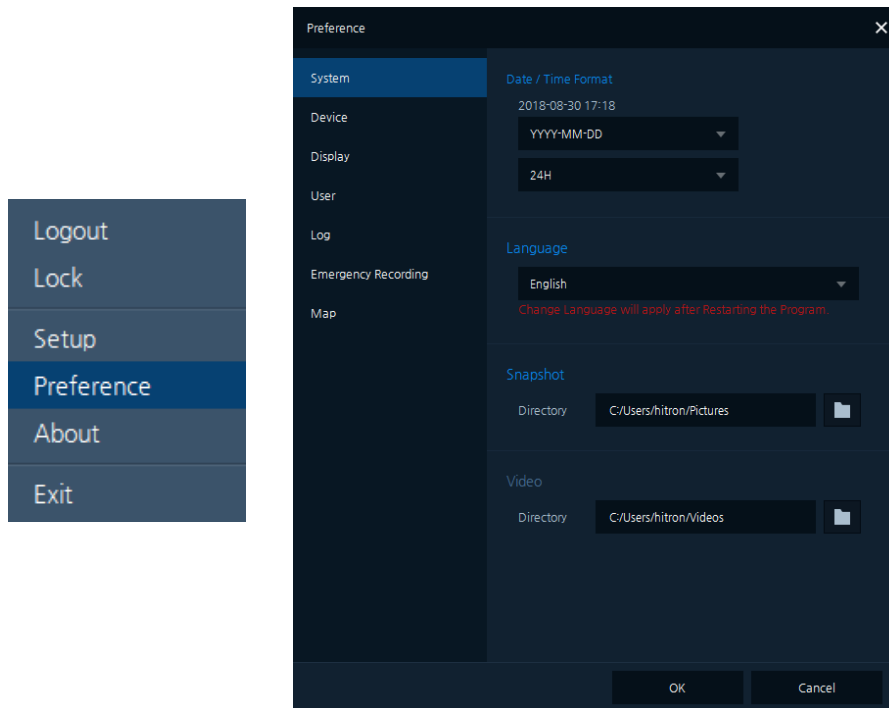 Logout
Lock
Setup
Preference
About
Exit
Preference
System
Device
Display
User
Log
Emergency Recording
Map
Date / Time Format
2018-08-30 17:18
YYYY-MM-DD
24H
Language
English
Change Language will apply after Restarting the Program.
Snapshot
Directory C:/Users/hitron/Pictures
Video
Directory C:/Users/hitron/Videos
OK Cancel